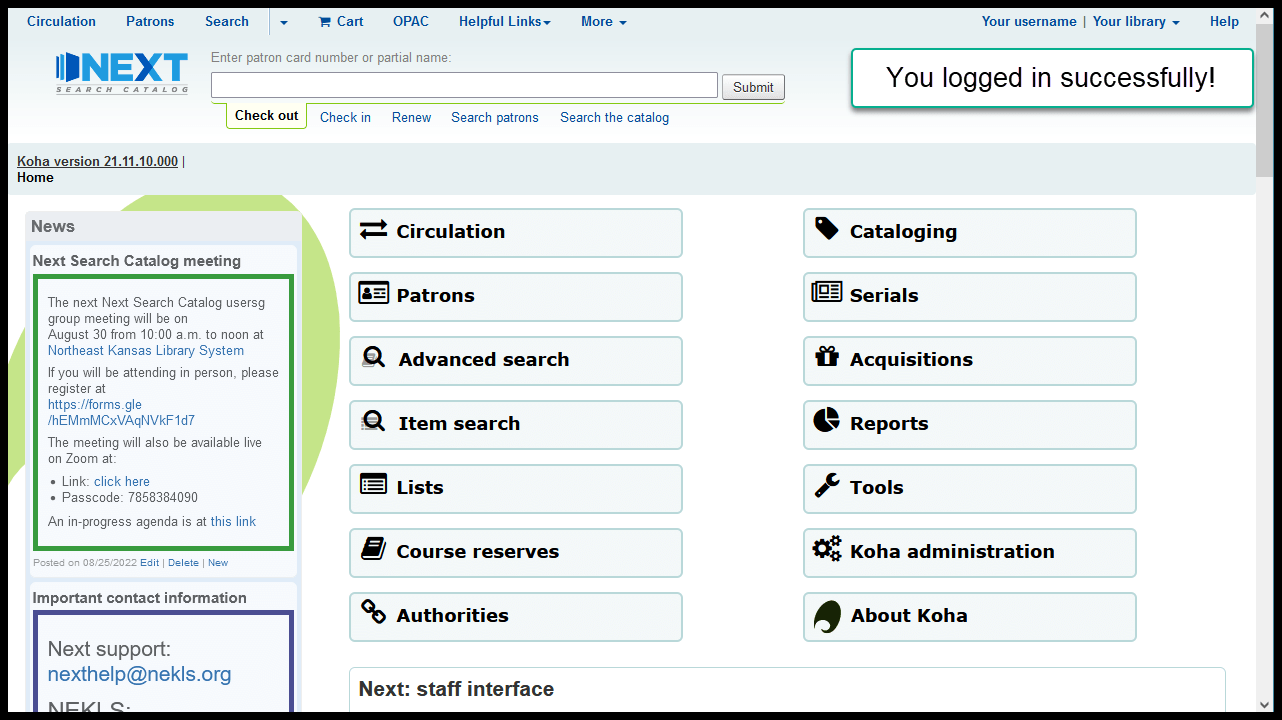 Circulation Patrons Search Cart OPAC Helpful Links More Your username | Your library Help
NEXT
SEARCH CATALOG
Enter patron card number or partial name:
Submit
You logged in successfully!
Check out Check in Renew Search patrons Search the catalog
Koha version 21.11.10.000 |
Home
News
Next Search Catalog meeting
The next Next Search Catalog usersg
group meeting will be on
August 30 from 10:00 a.m. to noon at
Northeast Kansas Library System
If you will be attending in person, please
register at
https://forms.gle
/hEMmMCxVAqNVkF1d7
The meeting will also be available live
on Zoom at:
• Link: click here
• Passcode: 7858384090
An in-progress agenda is at this link
Posted on 08/25/2022 Edit | Delete | New
Important contact information
Next support:
nexthelp@nekls.org
NEKLS:
Circulation
Patrons
Advanced search
Item search
Lists
Course reserves
Authorities
Cataloging
Serials
Acquisitions
Reports
Tools
Koha administration
About Koha
Next: staff interface